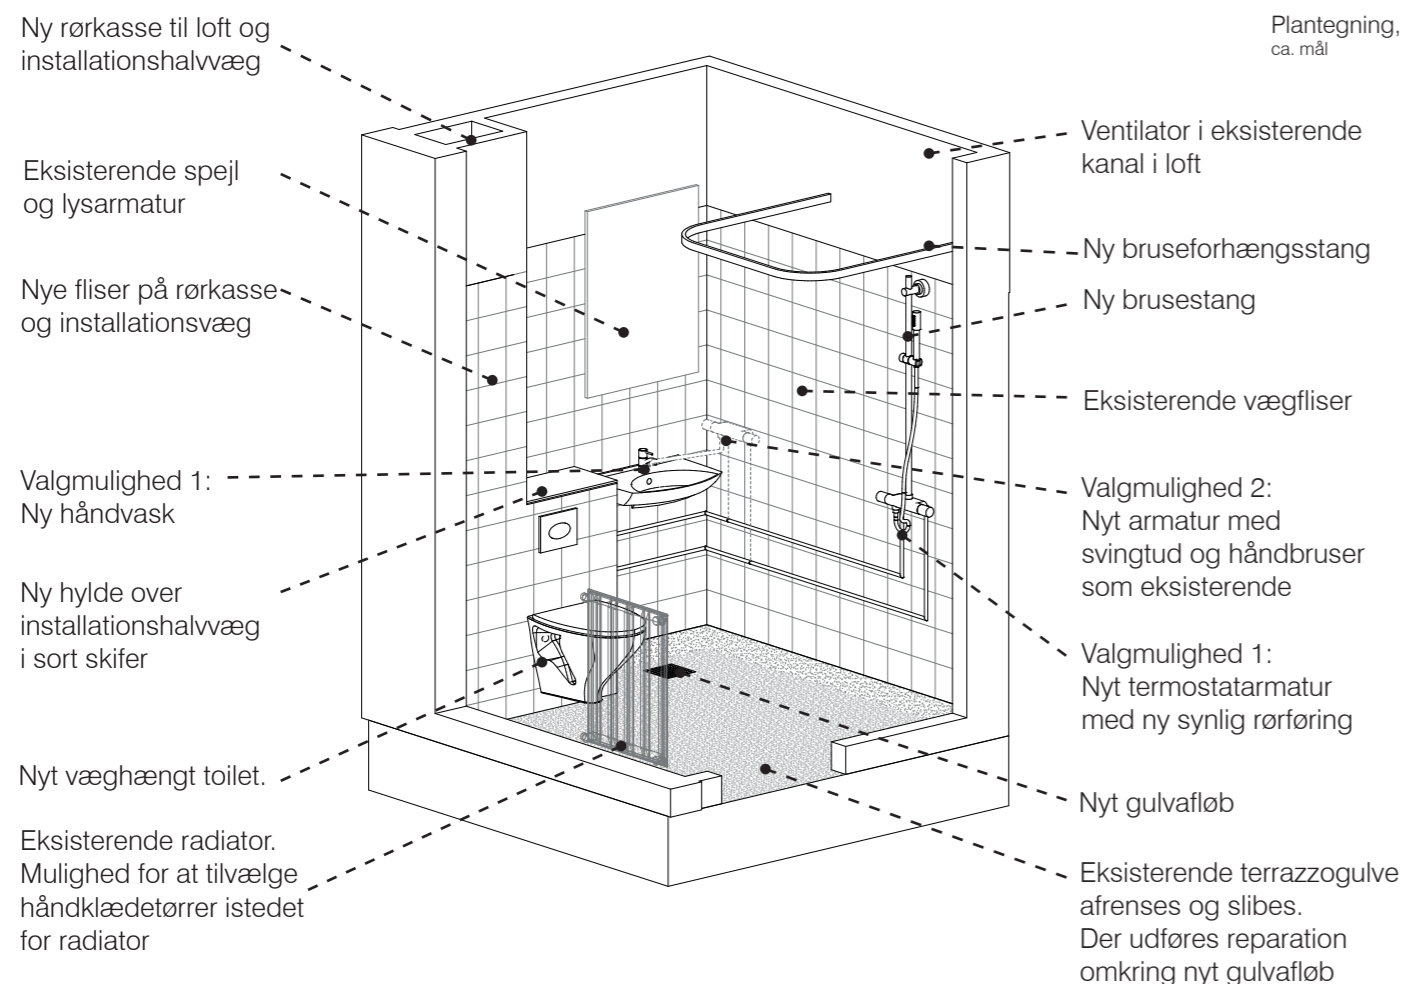 Plantegning,
ca. mål
Ny rørkasse til loft og
installationshalvvæg
Eksisterende spejl
og lysarmatur
Nye fliser på rørkasse
og installationsvæg
Valgmulighed 1:
Ny håndvask
Ny hylde over
installationshalvvæg
i sort skifer
Nyt væghængt toilet.
Eksisterende radiator.
Mulighed for at tilvælge
håndklædetørrer istedet
for radiator
Ventilator i eksisterende
kanal i loft
Ny bruseforhængsstang
Ny brusestang
Eksisterende vægfliser
Valgmulighed 2:
Nyt armatur med
svingtud og håndbruser
som eksisterende
Valgmulighed 1:
Nyt termostatarmatur
med ny synlig rørføring
Nyt gulvafløb
Eksisterende terrazzogulve
afrenses og slibes.
Der udføres reparation
omkring nyt gulvafløb